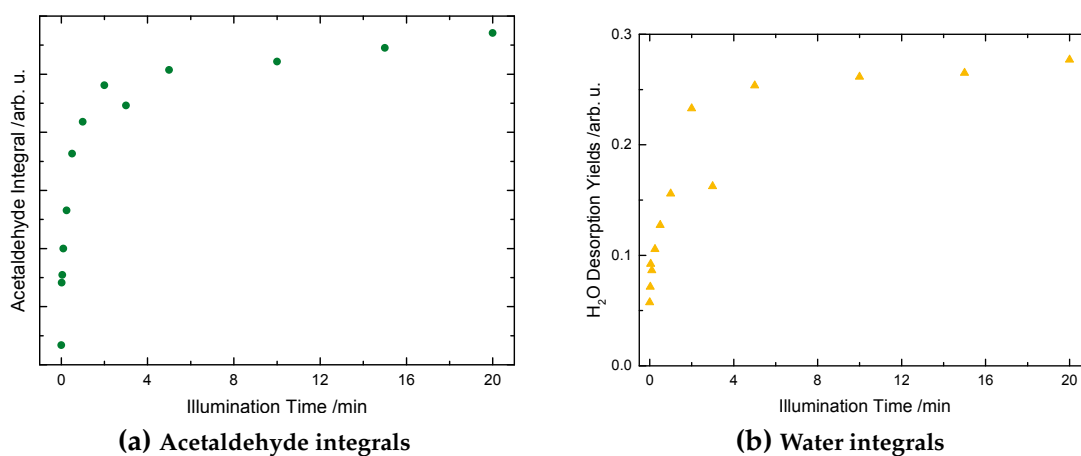 Acetaldehyde Integral /arb. u.
0 4 8 12 16 20
Illumination Time /min
(a) Acetaldehyde integrals
H₂O Desorption Yields /arb. u.
0.3
0.2
0.1
0.0
0 4 8 12 16 20
Illumination Time /min
(b) Water integrals